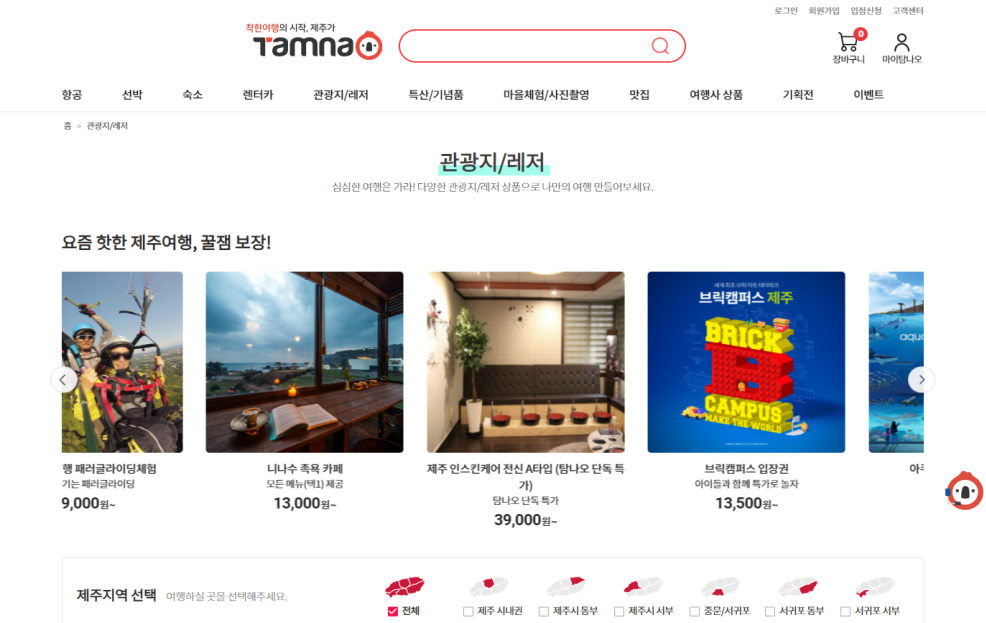 로그인 회원가입 입점신청 고객센터
착한여행의 시작, 제주가
Tamnao
0
장바구니 마이탐나오
항공 선박 숙소 렌터카 관광지/레저 특산/기념품 마을체험/사진촬영 맛집 여행사 상품 기획전 이벤트
홈 > 관광지/레저
관광지/레저
심심한 여행은 가라! 다양한 관광지/레저 상품으로 나만의 여행 만들어보세요.
요즘 핫한 제주여행, 꿀잼 보장!
세계 최초 브릭 아트 테마파크
브릭캠퍼스 제주
BRICK
CAMPUS
MAKE THE WORLD
aqu
행 패러글라이딩체험
기는 패러글라이딩
9,000원~
니나수 족욕 카페
모든 메뉴(택1) 제공
13,000원~
제주 인스킨케어 전신 A타입 (탐나오 단독 특
가)
탐나오 단독 특가
39,000원~
브릭캠퍼스 입장권
아이들과 함께 특가로 놀자
13,500원~
제주지역 선택 여행하실 곳을 선택해주세요.
전체 제주 시내권 제주시 동부 제주시 서부 중문/서귀포 서귀포 동부 서귀포 서부